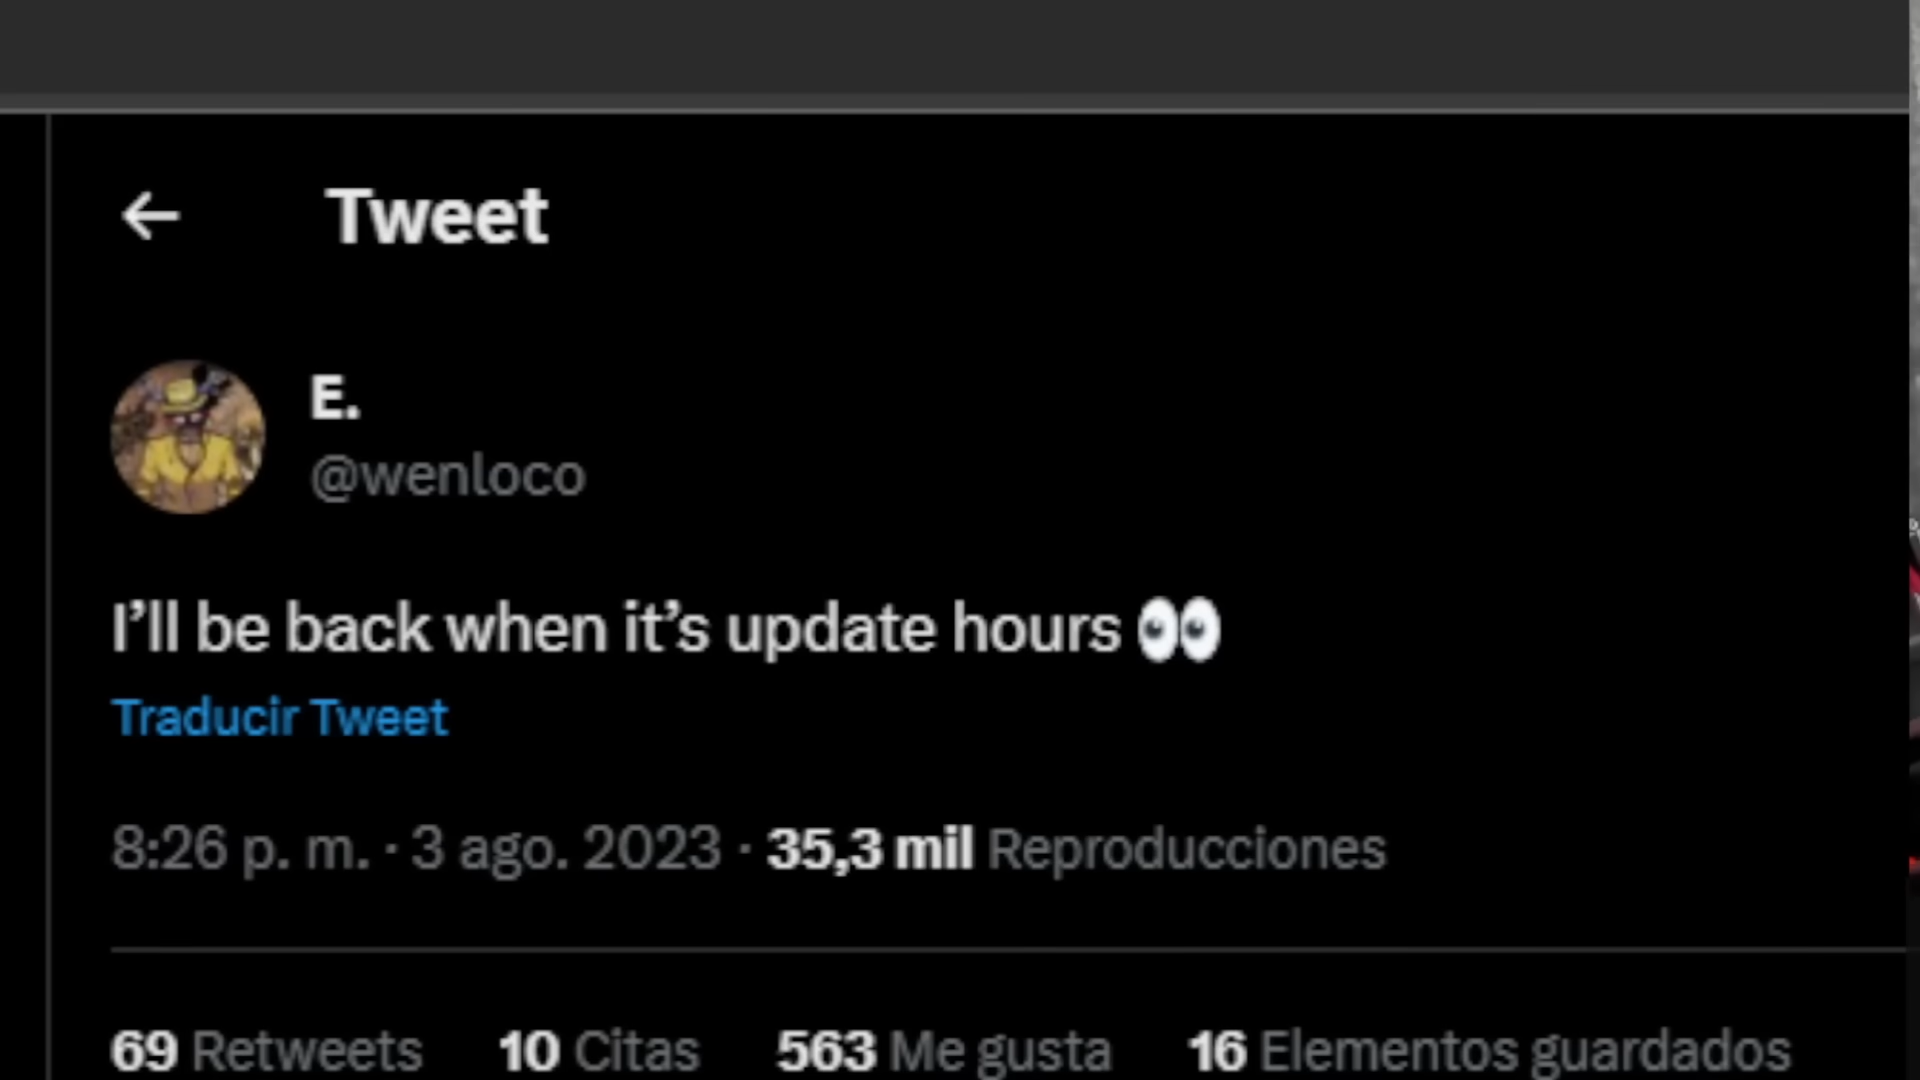 Tweet
E.
@wenloco
I’ll be back when it’s update hours 👀
Traducir Tweet
8:26 p. m. · 3 ago. 2023 · 35,3 mil Reproducciones
69 Retweets 10 Citas 563 Me gusta 16 Elementos guardados